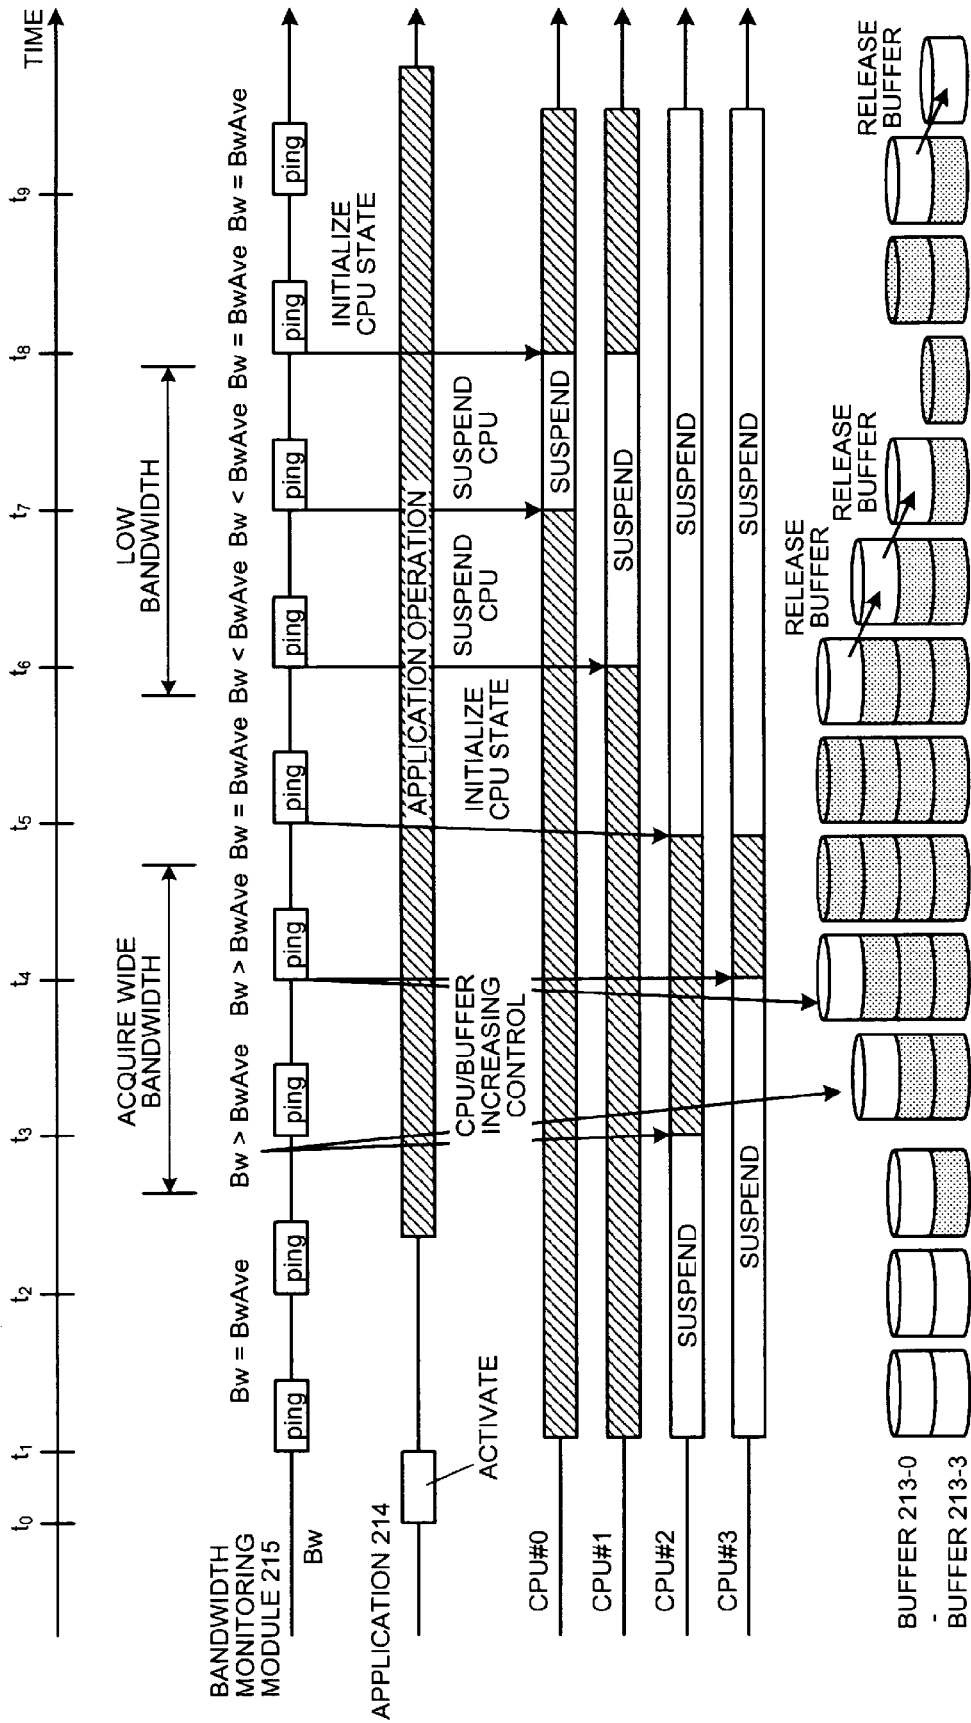 TIME
t0
t1
t2
t3
t4
t5
t6
t7
t8
t9
ACQUIRE WIDE
BANDWIDTH
LOW
BANDWIDTH
BANDWIDTH
MONITORING
MODULE 215
Bw
Bw = BwAve
Bw > BwAve
Bw > BwAve
Bw = BwAve
Bw < BwAve
Bw < BwAve
Bw = BwAve
Bw = BwAve
ping
ping
ping
ping
ping
ping
ping
ping
ping
APPLICATION 214
ACTIVATE
APPLICATION OPERATION
CPU/BUFFER
INCREASING
CONTROL
INITIALIZE
CPU STATE
SUSPEND
CPU
SUSPEND
CPU
INITIALIZE
CPU STATE
CPU#0
SUSPEND
CPU#1
SUSPEND
CPU#2
SUSPEND
SUSPEND
CPU#3
SUSPEND
SUSPEND
RELEASE
BUFFER
RELEASE
BUFFER
RELEASE
BUFFER
BUFFER 213-0
-
BUFFER 213-3